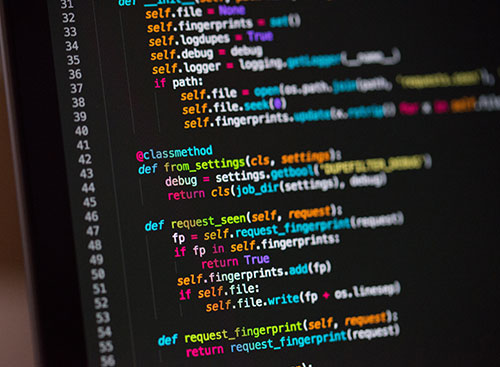 31 def __init__(self,
32 self.file = None
33 self.fingerprints = set()
34 self.logdupes = True
35 self.debug = debug
36 self.logger = logging.getLogger(__name__)
37 if path:
38 self.file = open(os.path.join(path, 'requests.seen'),
39 self.file.seek(0)
40 self.fingerprints.update(x.rstrip() for x in self.file
41
42 @classmethod
43 def from_settings(cls, settings):
44 debug = settings.getbool('DUPEFILTER_DEBUG')
45 return cls(job_dir(settings), debug)
46
47 def request_seen(self, request):
48 fp = self.request_fingerprint(request)
49 if fp in self.fingerprints:
50 return True
51 self.fingerprints.add(fp)
52 if self.file:
53 self.file.write(fp + os.linesep)
54
55 def request_fingerprint(self, request):
56 return request_fingerprint(request)